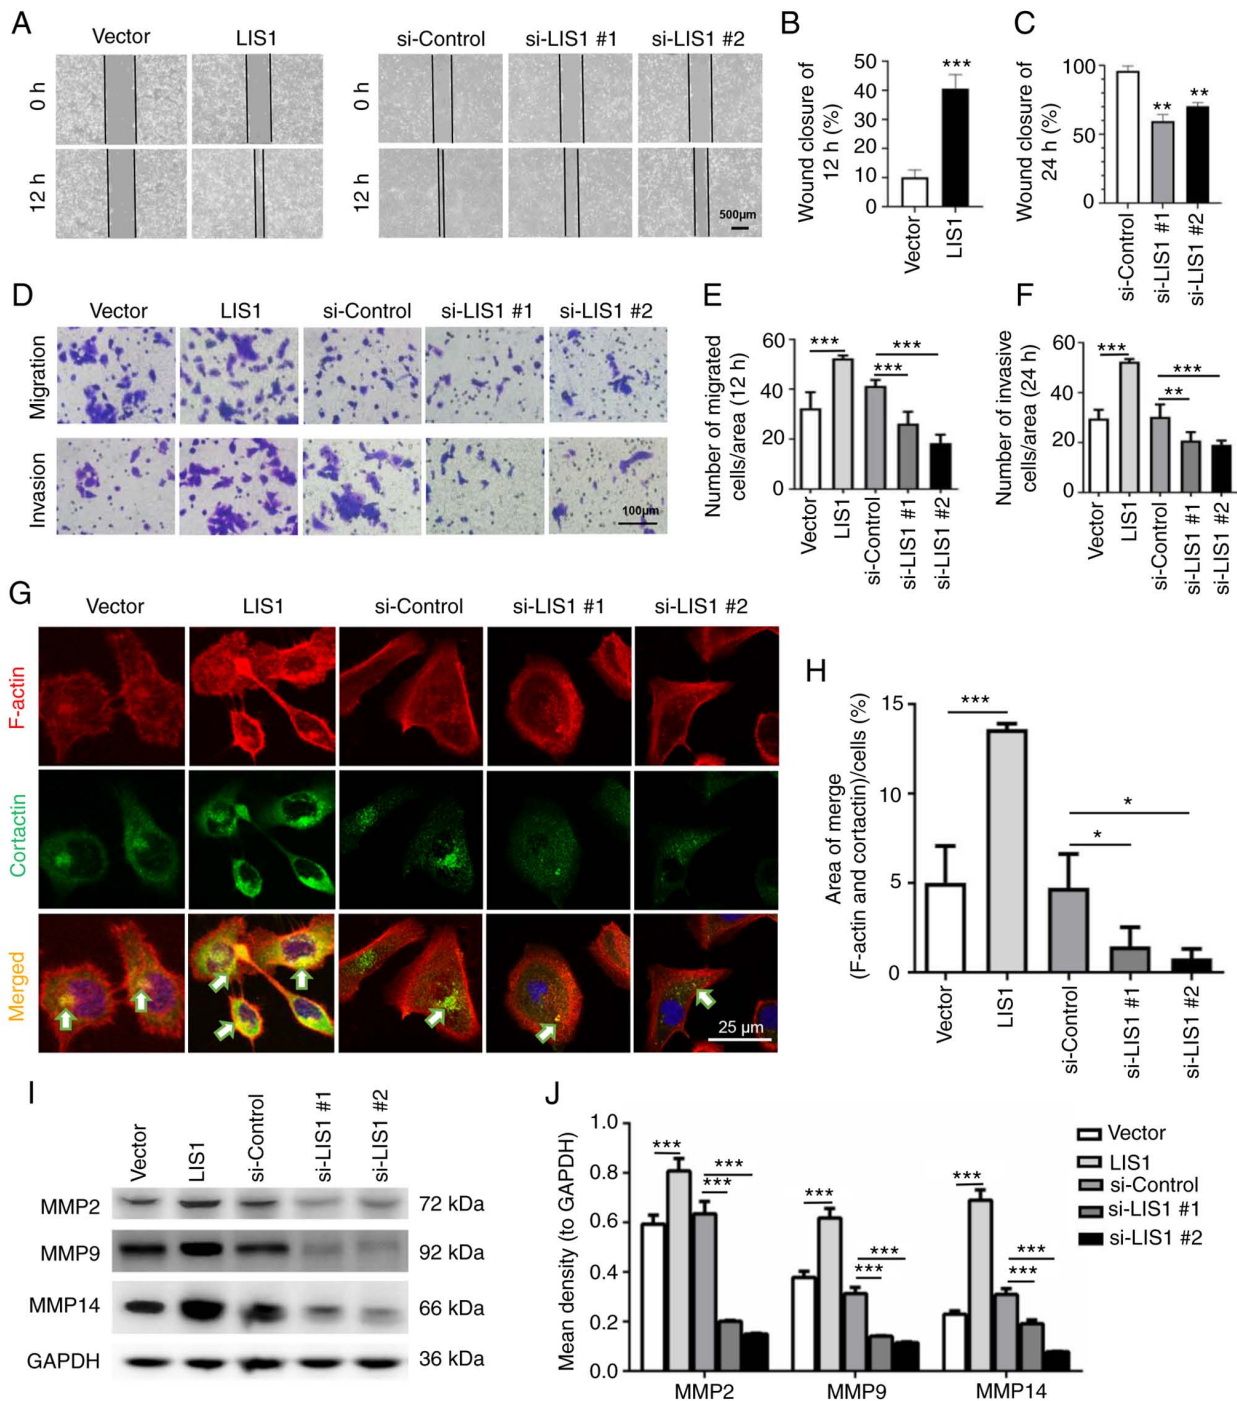 A
Vector
LIS1
si-Control
si-LIS1 #1
si-LIS1 #2
0 h
12 h
0 h
12 h
500µm
B
Wound closure of
12 h (%)
50
40
30
20
10
0
***
Vector
LIS1
C
Wound closure of
24 h (%)
100
50
0
**
**
si-Control
si-LIS1 #1
si-LIS1 #2
D
Vector
LIS1
si-Control
si-LIS1 #1
si-LIS1 #2
Migration
Invasion
100µm
E
Number of migrated
cells/area (12 h)
60
40
20
0
***
***
***
Vector
LIS1
si-Control
si-LIS1 #1
si-LIS1 #2
F
Number of invasive
cells/area (24 h)
60
40
20
0
***
***
**
Vector
LIS1
si-Control
si-LIS1 #1
si-LIS1 #2
G
Vector
LIS1
si-Control
si-LIS1 #1
si-LIS1 #2
F-actin
Cortactin
Merged
25 µm
H
Area of merge
(F-actin and cortactin)/cells (%)
15
10
5
0
***
*
*
Vector
LIS1
si-Control
si-LIS1 #1
si-LIS1 #2
I
Vector
LIS1
si-Control
si-LIS1 #1
si-LIS1 #2
MMP2
72 kDa
MMP9
92 kDa
MMP14
66 kDa
GAPDH
36 kDa
J
Mean density (to GAPDH)
1.0
0.8
0.6
0.4
0.2
0.0
***
***
***
***
***
***
***
***
***
MMP2
MMP9
MMP14
Vector
LIS1
si-Control
si-LIS1 #1
si-LIS1 #2